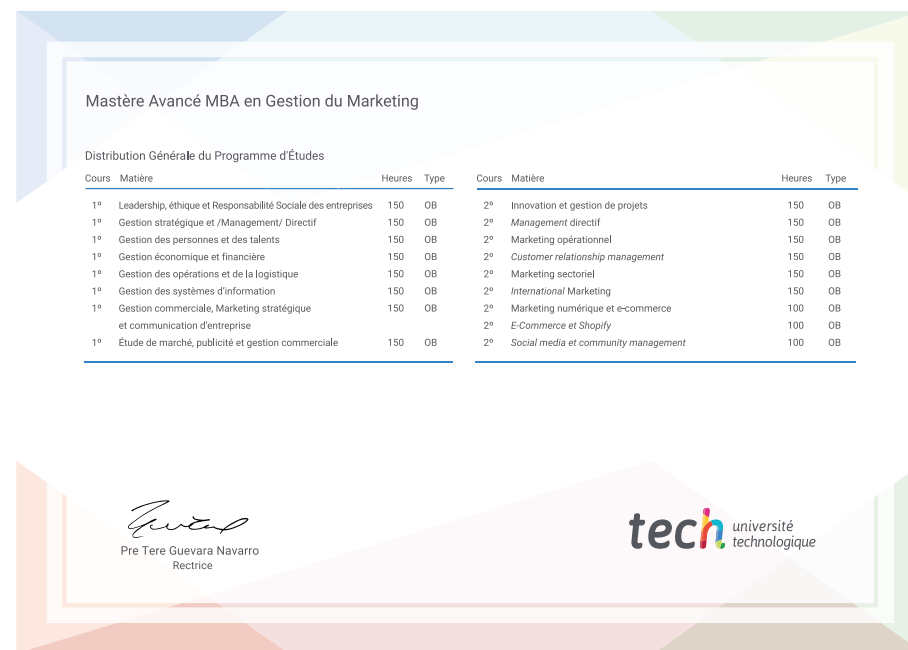 Mastère Avancé MBA en Gestion du Marketing
Distribution Générale du Programme d'Études
Cours Matière Heures Type
1º Leadership, éthique et Responsabilité Sociale des entreprises 150 OB
1º Gestion stratégique et /Management/ Directif 150 OB
1º Gestion des personnes et des talents 150 OB
1º Gestion économique et financière 150 OB
1º Gestion des opérations et de la logistique 150 OB
1º Gestion des systèmes d'information 150 OB
1º Gestion commerciale, Marketing stratégique 150 OB
et communication d'entreprise
1º Étude de marché, publicité et gestion commerciale 150 OB
Cours Matière Heures Type
2º Innovation et gestion de projets 150 OB
2º Management directif 150 OB
2º Marketing opérationnel 150 OB
2º Customer relationship management 150 OB
2º Marketing sectoriel 150 OB
2º International Marketing 150 OB
2º Marketing numérique et e-commerce 100 OB
2º E-Commerce et Shopify 100 OB
2º Social media et community management 100 OB
Pre Tere Guevara Navarro
Rectrice
tech université
technologique